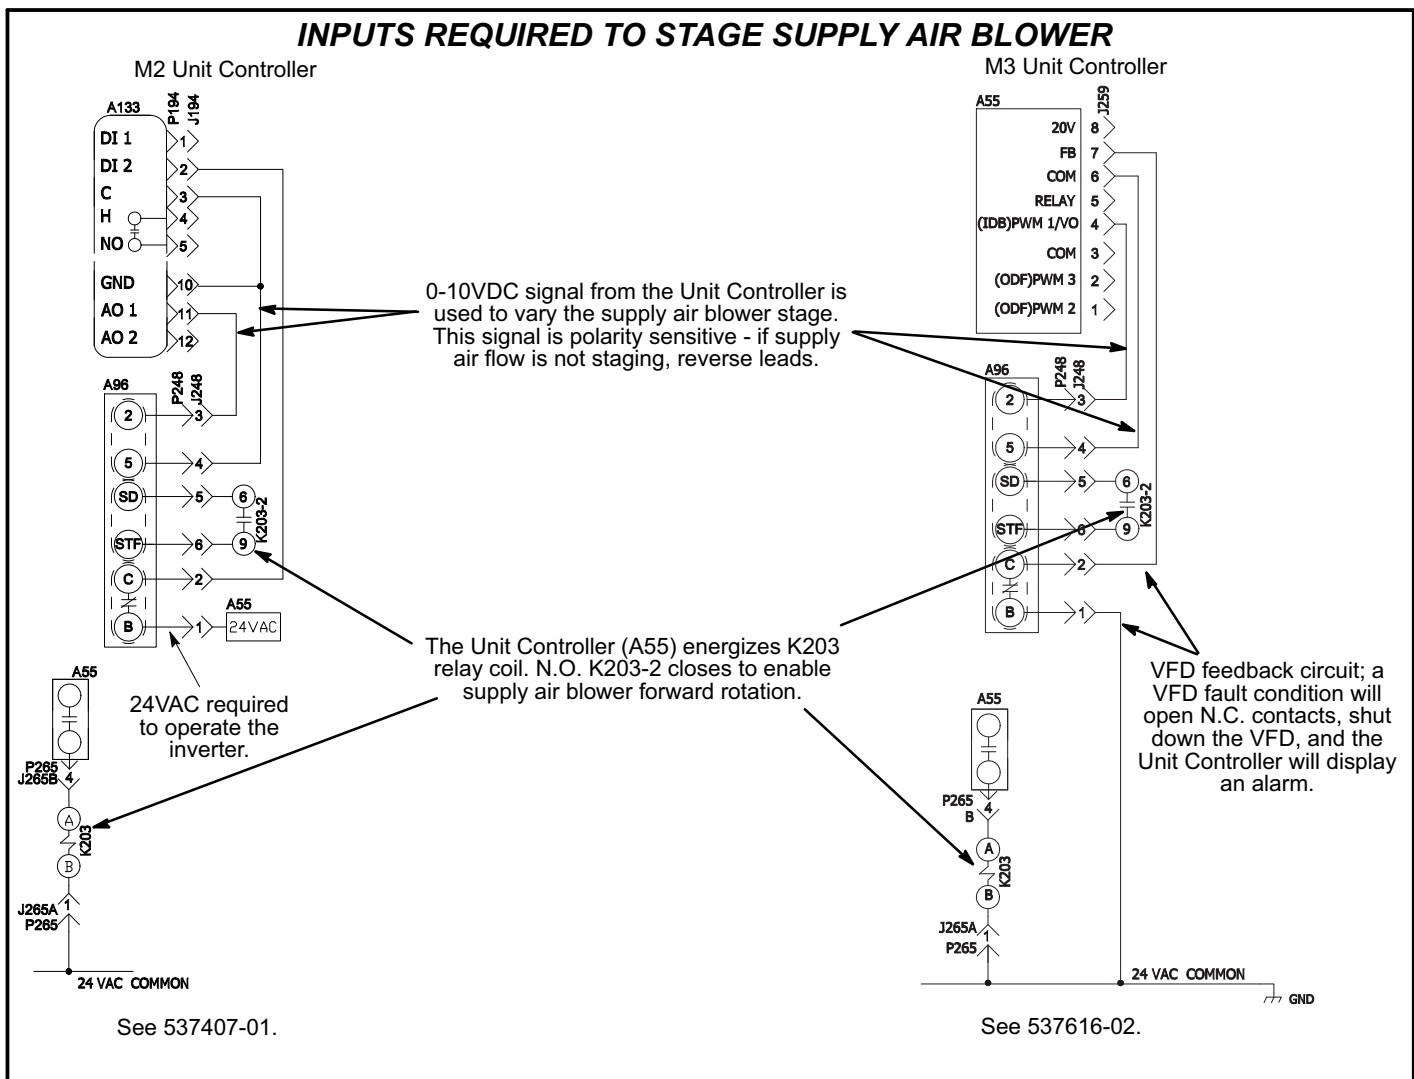 INPUTS REQUIRED TO STAGE SUPPLY AIR BLOWER
M2 Unit Controller
A133
P194
J194
DI 1
1
DI 2
2
C
3
H
4
NO
5
GND
10
AO 1
11
AO 2
12
A96
P248
J248
2
3
5
4
SD
5
6
K203-2
STF
6
9
C
2
B
1
A55
24VAC
24VAC required
to operate the
inverter.
A55
P265
J265B
4
A
K203
B
J265A
1
P265
24 VAC COMMON
See 537407-01.
0-10VDC signal from the Unit Controller is
used to vary the supply air blower stage.
This signal is polarity sensitive - if supply
air flow is not staging, reverse leads.
The Unit Controller (A55) energizes K203
relay coil. N.O. K203-2 closes to enable
supply air blower forward rotation.
M3 Unit Controller
A55
J259
20V
8
FB
7
COM
6
RELAY
5
(IDB)PWM 1/VO
4
COM
3
(ODF)PWM 3
2
(ODF)PWM 2
1
A96
P248
J248
2
3
5
4
SD
5
6
K203-2
STF
6
9
C
2
B
1
VFD feedback circuit; a
VFD fault condition will
open N.C. contacts, shut
down the VFD, and the
Unit Controller will display
an alarm.
A55
P265
B
4
A
K203
B
J265A
1
P265
24 VAC COMMON
GND
See 537616-02.